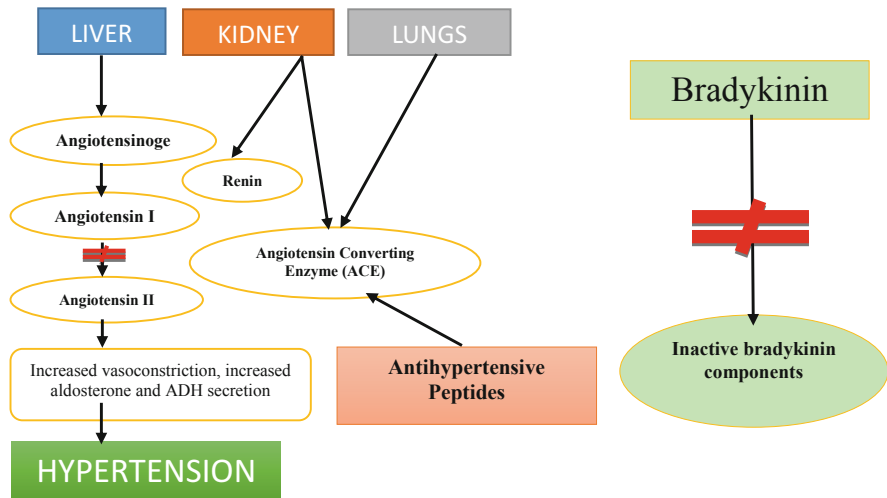 LIVER
KIDNEY
LUNGS
Bradykinin
Angiotensinoge
Renin
Angiotensin I
Angiotensin Converting
Enzyme (ACE)
Angiotensin II
Increased vasoconstriction, increased
aldosterone and ADH secretion
Antihypertensive
Peptides
Inactive bradykinin
components
HYPERTENSION